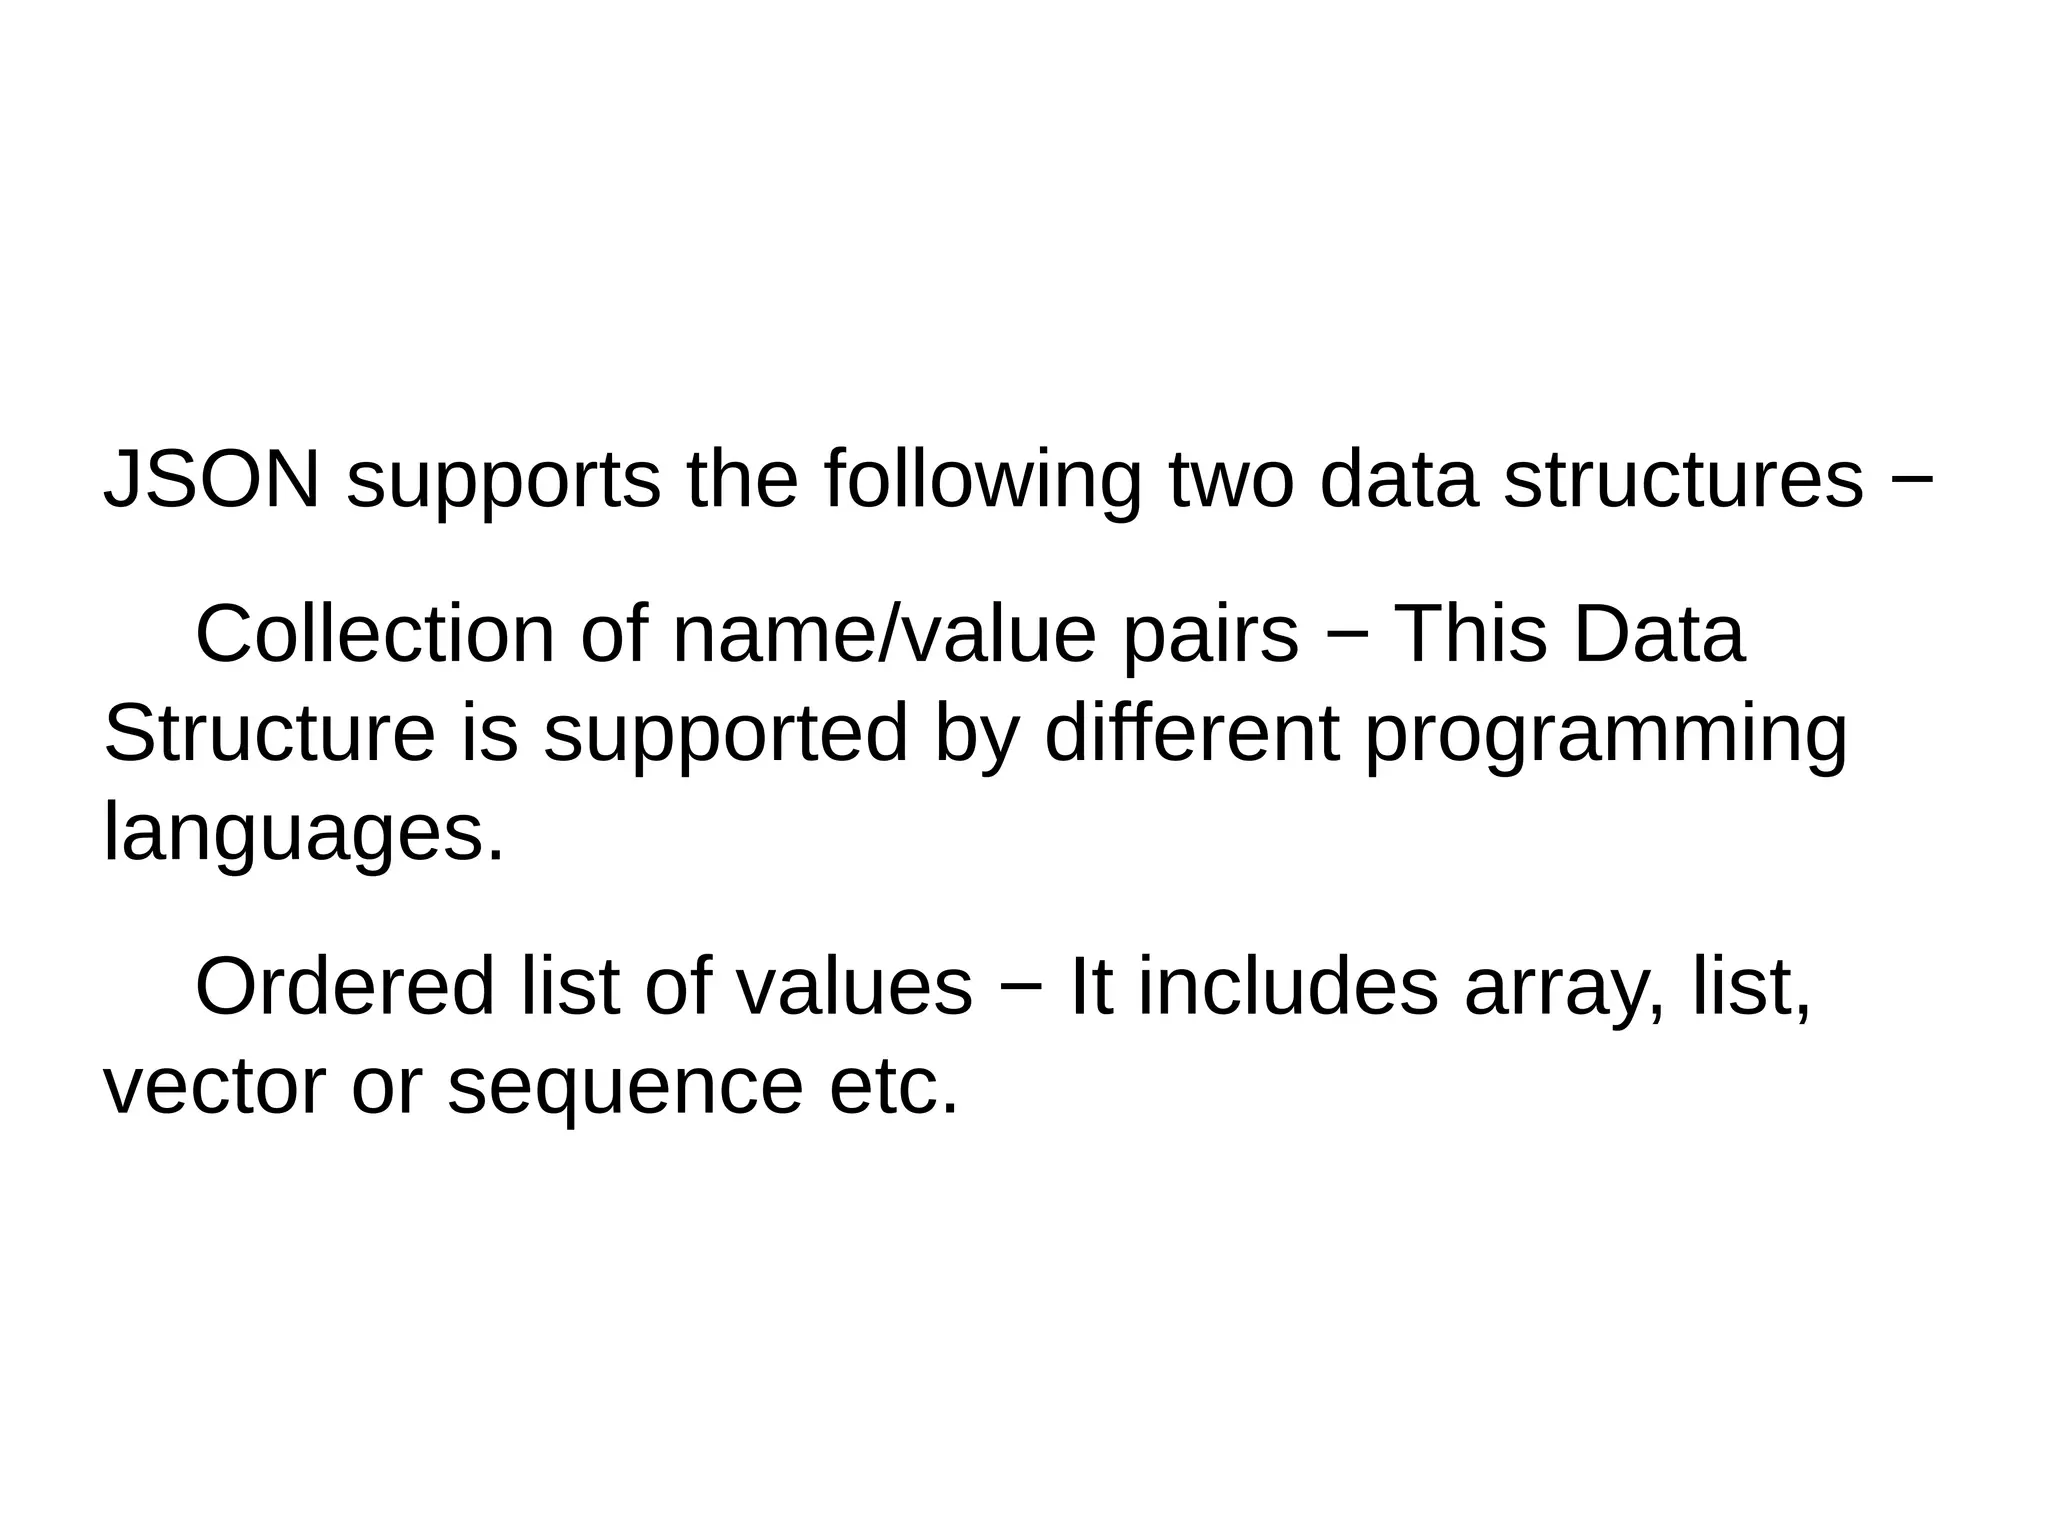 JSON supports the following two data structures −
Collection of name/value pairs − This Data
Structure is supported by different programming
languages.
Ordered list of values − It includes array, list,
vector or sequence etc.